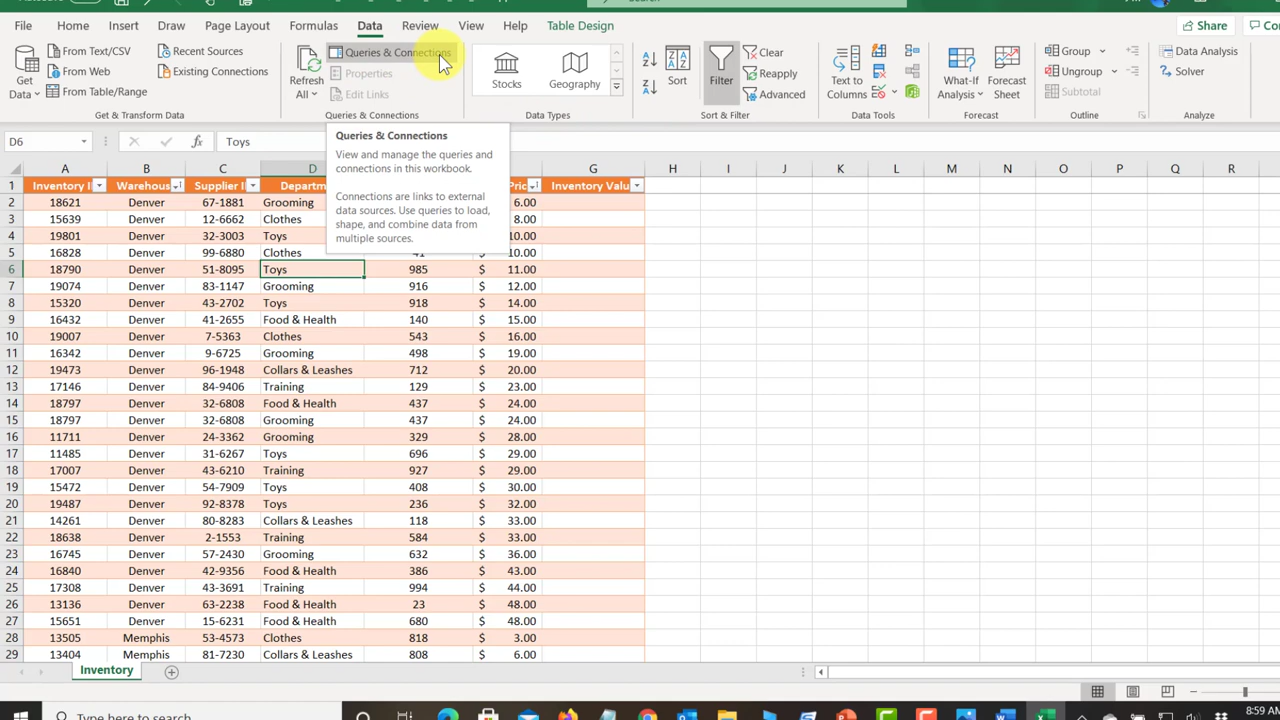 File Home Insert Draw Page Layout Formulas Data Review View Help Table Design Share
From Text/CSV Recent Sources Queries & Connections Clear Group Data Analysis
From Web Existing Connections Properties Reapply Ungroup Solver
From Table/Range Edit Links Advanced Subtotal
Get Data Refresh All Stocks Geography Sort Filter Text to Columns What-If Analysis Forecast Sheet
Get & Transform Data Queries & Connections Data Types Sort & Filter Data Tools Forecast Outline Analyze
D6 fx Toys
Queries & Connections
View and manage the queries and
connections in this workbook.
Connections are links to external
data sources. Use queries to load,
shape, and combine data from
multiple sources.
A B C D G H I J K L M N O P Q R
1 Inventory I Warehous Supplier I Departm Pric Inventory Valu
2 18621 Denver 67-1881 Grooming 6.00
3 15639 Denver 12-6662 Clothes 8.00
4 19801 Denver 32-3003 Toys 10.00
5 16828 Denver 99-6880 Clothes 41 $ 10.00
6 18790 Denver 51-8095 Toys 985 $ 11.00
7 19074 Denver 83-1147 Grooming 916 $ 12.00
8 15320 Denver 43-2702 Toys 918 $ 14.00
9 16432 Denver 41-2655 Food & Health 140 $ 15.00
10 19007 Denver 7-5363 Clothes 543 $ 16.00
11 16342 Denver 9-6725 Grooming 498 $ 19.00
12 19473 Denver 96-1948 Collars & Leashes 712 $ 20.00
13 17146 Denver 84-9406 Training 129 $ 23.00
14 18797 Denver 32-6808 Food & Health 437 $ 24.00
15 18797 Denver 32-6808 Grooming 437 $ 24.00
16 11711 Denver 24-3362 Grooming 329 $ 28.00
17 11485 Denver 31-6267 Toys 696 $ 29.00
18 17007 Denver 43-6210 Training 927 $ 29.00
19 15472 Denver 54-7909 Toys 408 $ 30.00
20 19487 Denver 92-8378 Toys 236 $ 32.00
21 14261 Denver 80-8283 Collars & Leashes 118 $ 33.00
22 18638 Denver 2-1553 Training 584 $ 33.00
23 16745 Denver 57-2430 Grooming 632 $ 36.00
24 16840 Denver 42-9356 Food & Health 386 $ 43.00
25 17308 Denver 43-3691 Training 994 $ 44.00
26 13136 Denver 63-2238 Food & Health 23 $ 48.00
27 15651 Denver 15-6231 Food & Health 680 $ 48.00
28 13505 Memphis 53-4573 Clothes 818 $ 3.00
29 13404 Memphis 81-7230 Collars & Leashes 808 $ 6.00
Inventory
Type here to search 8:59